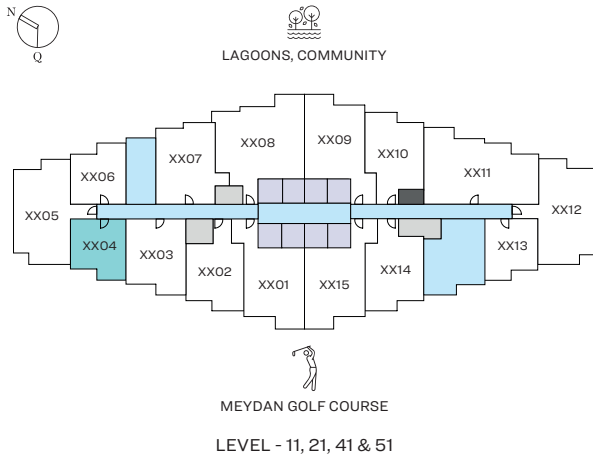 N
Q
LAGOONS, COMMUNITY
XX08
XX09
XX07
XX10
XX06
XX11
XX05
XX12
XX04
XX03
XX02
XX01
XX15
XX14
XX13
MEYDAN GOLF COURSE
LEVEL - 11, 21, 41 & 51